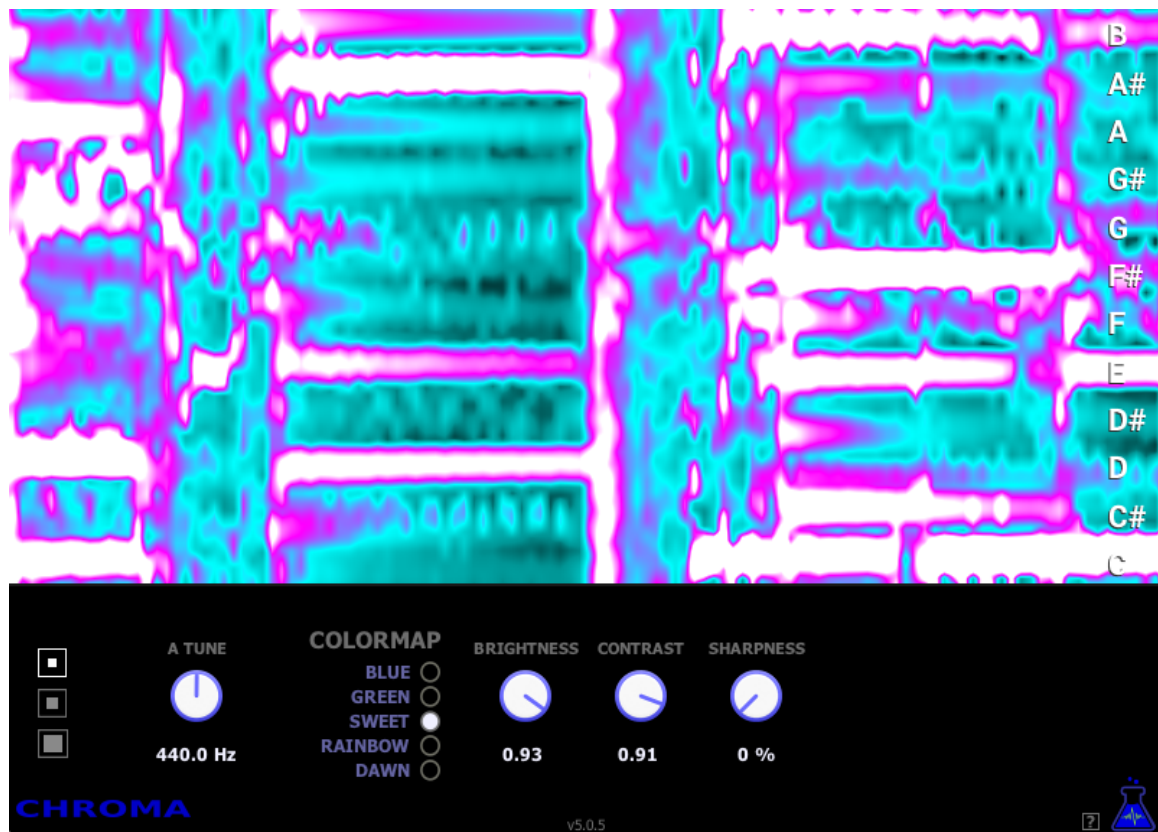 B
A#
A
G#
G
F#
F
E
D#
D
C#
C
A TUNE
440.0 Hz
COLORMAP
BLUE
GREEN
SWEET
RAINBOW
DAWN
BRIGHTNESS CONTRAST SHARPNESS
0.93 0.91 0 %
CHROMA
v5.0.5
?